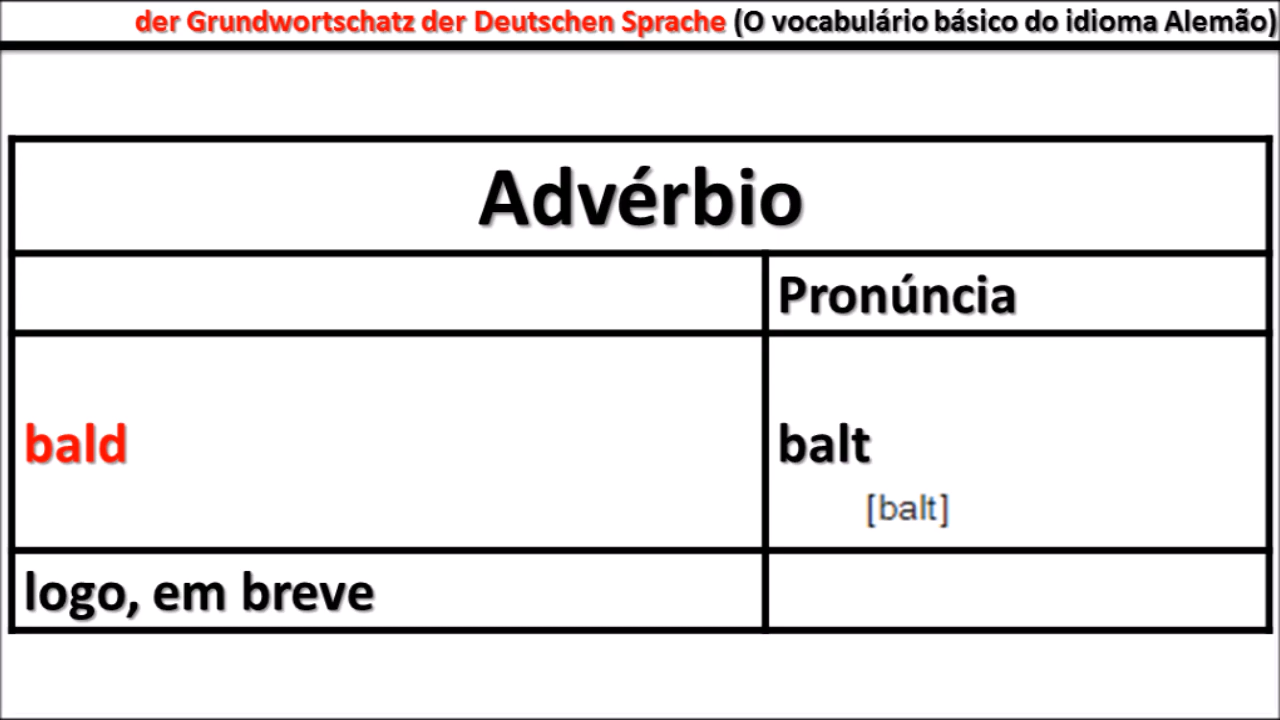 der Grundwortschatz der Deutschen Sprache (O vocabulário básico do idioma Alemão)
Advérbio
Pronúncia
bald
balt
[balt]
logo, em breve